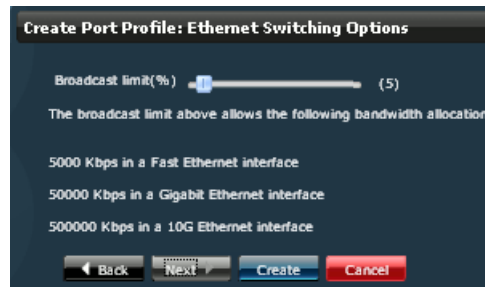 Create Port Profile: Ethernet Switching Options
Broadcast limit(%) (5)
The broadcast limit above allows the following bandwidth allocation
5000 Kbps in a Fast Ethernet interface
50000 Kbps in a Gigabit Ethernet interface
500000 Kbps in a 10G Ethernet interface
Back Next Create Cancel